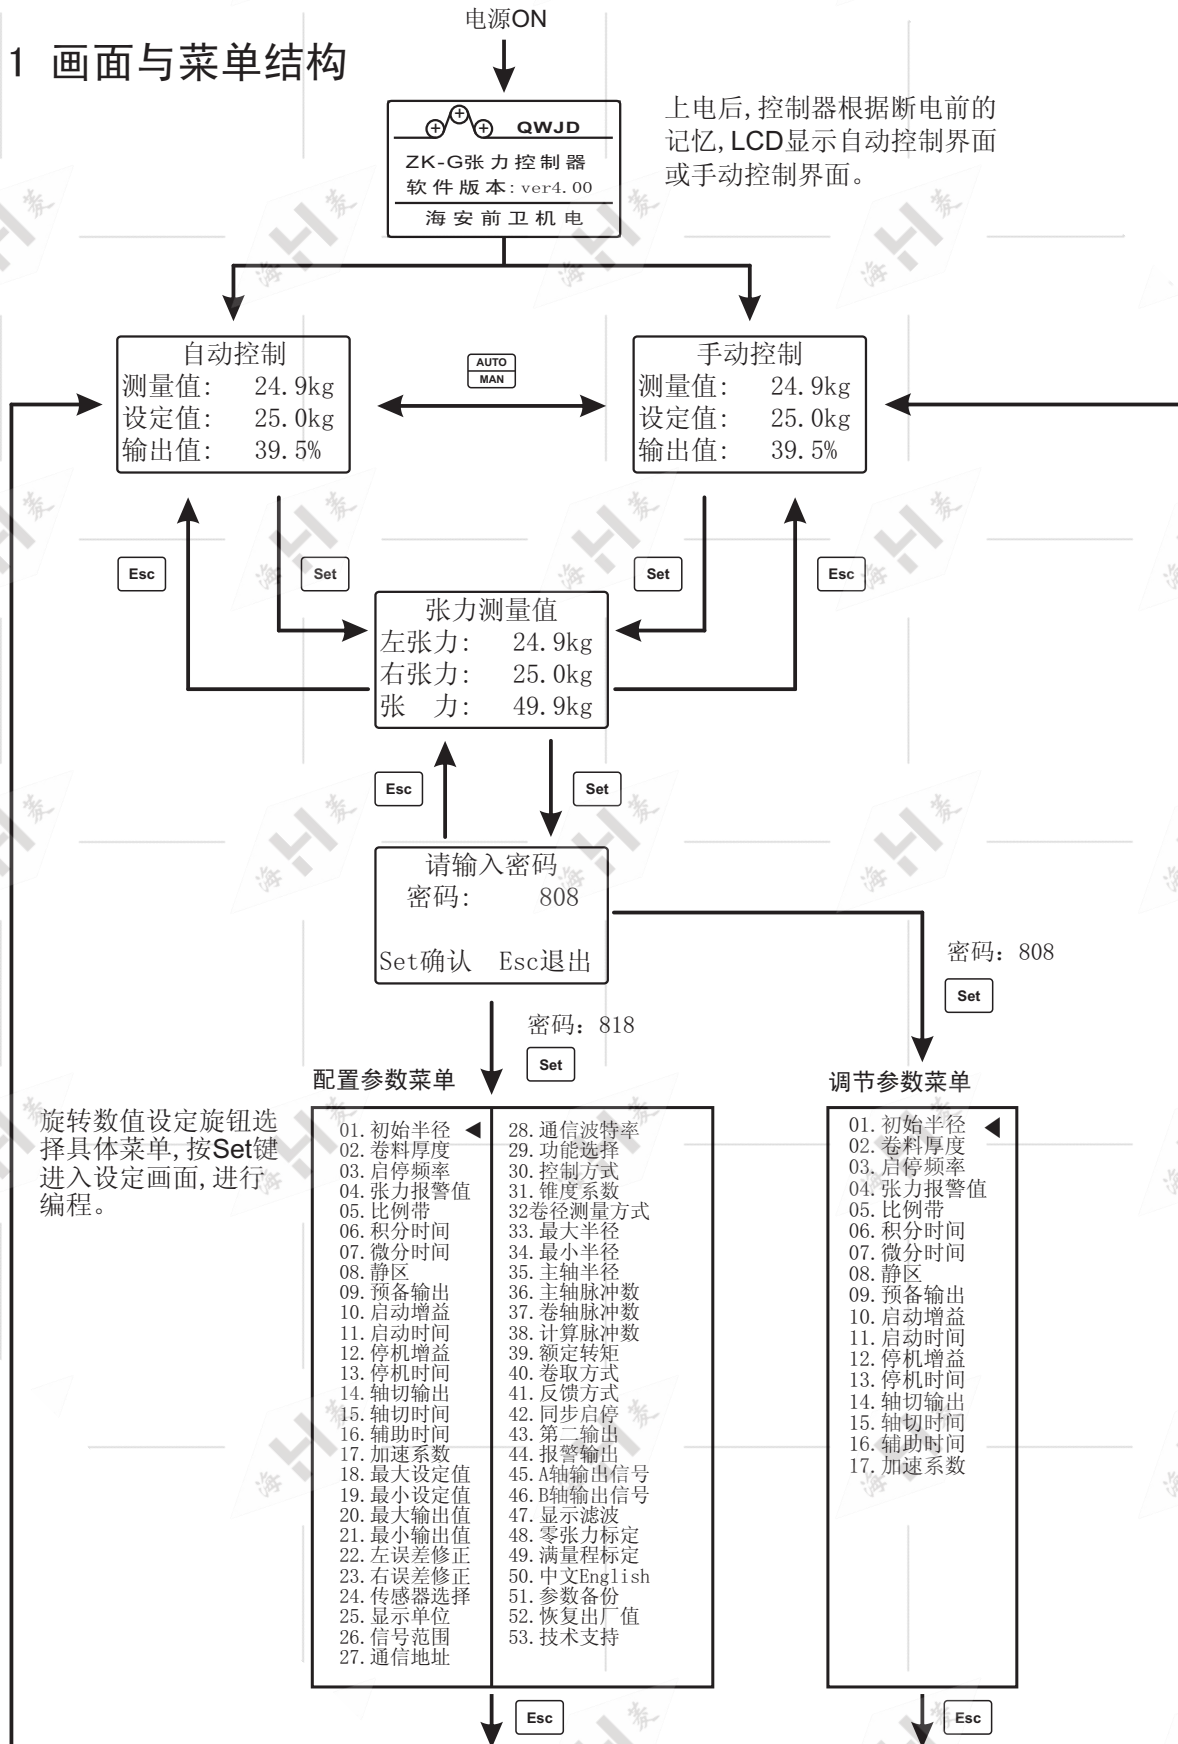 电源ON
1 画面与菜单结构
QWJD
ZK-G张力控制器
软件版本:ver4.00
海安前卫机电
上电后,控制器根据断电前的
记忆,LCD显示自动控制界面
或手动控制界面。
自动控制
测量值: 24.9kg
设定值: 25.0kg
输出值: 39.5%
AUTO
MAN
手动控制
测量值: 24.9kg
设定值: 25.0kg
输出值: 39.5%
Esc
Set
Set
Esc
张力测量值
左张力: 24.9kg
右张力: 25.0kg
张 力: 49.9kg
Esc
Set
请输入密码
密码: 808
Set确认 Esc退出
密码: 808
Set
密码: 818
Set
配置参数菜单
调节参数菜单
旋转数值设定旋钮选
择具体菜单,按Set键
进入设定画面,进行
编程。
01.初始半径
02.卷料厚度
03.启停频率
04.张力报警值
05.比例带
06.积分时间
07.微分时间
08.静区
09.预备输出
10.启动增益
11.启动时间
12.停机增益
13.停机时间
14.轴切输出
15.轴切时间
16.辅助时间
17.加速系数
18.最大设定值
19.最小设定值
20.最大输出值
21.最小输出值
22.左误差修正
23.右误差修正
24.传感器选择
25.显示单位
26.信号范围
27.通信地址
28.通信波特率
29.功能选择
30.控制方式
31.锥度系数
32卷径测量方式
33.最大半径
34.最小半径
35.主轴半径
36.主轴脉冲数
37.卷轴脉冲数
38.计算脉冲数
39.额定转矩
40.卷取方式
41.反馈方式
42.同步启停
43.第二输出
44.报警输出
45.A轴输出信号
46.B轴输出信号
47.显示滤波
48.零张力标定
49.满量程标定
50.中文English
51.参数备份
52.恢复出厂值
53.技术支持
01.初始半径
02.卷料厚度
03.启停频率
04.张力报警值
05.比例带
06.积分时间
07.微分时间
08.静区
09.预备输出
10.启动增益
11.启动时间
12.停机增益
13.停机时间
14.轴切输出
15.轴切时间
16.辅助时间
17.加速系数
Esc
Esc